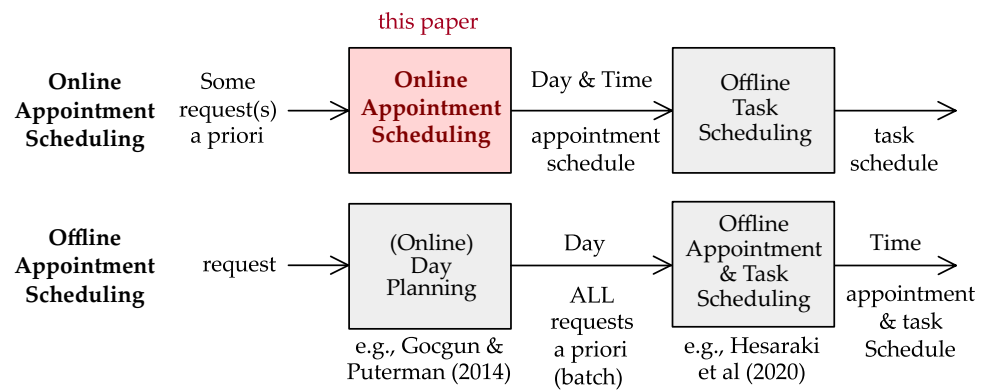 this paper
Online
Appointment
Scheduling
Some
request(s)
a priori
Online
Appointment
Scheduling
Day & Time
appointment
schedule
Offline
Task
Scheduling
task
schedule
Offline
Appointment
Scheduling
request
(Online)
Day
Planning
e.g., Gocgun &
Puterman (2014)
Day
ALL
requests
a priori
(batch)
Offline
Appointment
& Task
Scheduling
e.g., Hesaraki
et al (2020)
Time
appointment
& task
Schedule